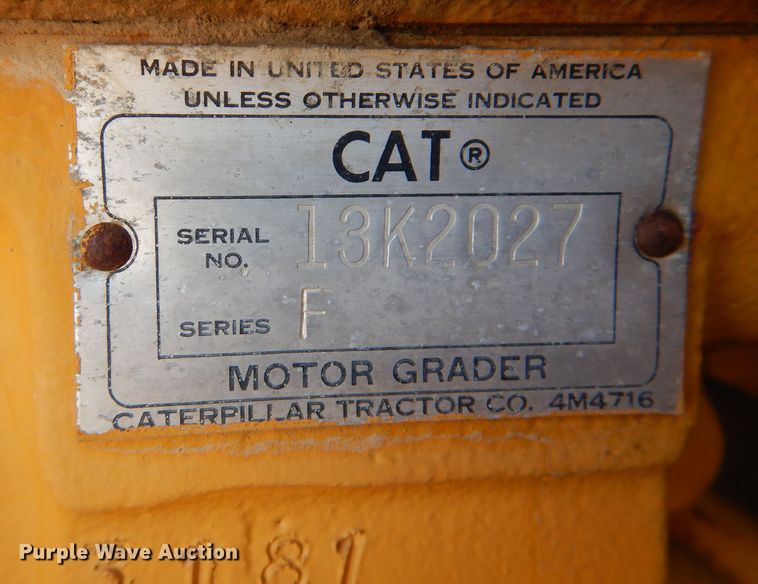 MADE IN UNITED STATES OF AMERICA
UNLESS OTHERWISE INDICATED
CAT®
SERIAL NO. 13K2027
SERIES F
MOTOR GRADER
CATERPILLAR TRACTOR CO. 4M4716
Purple Wave Auction